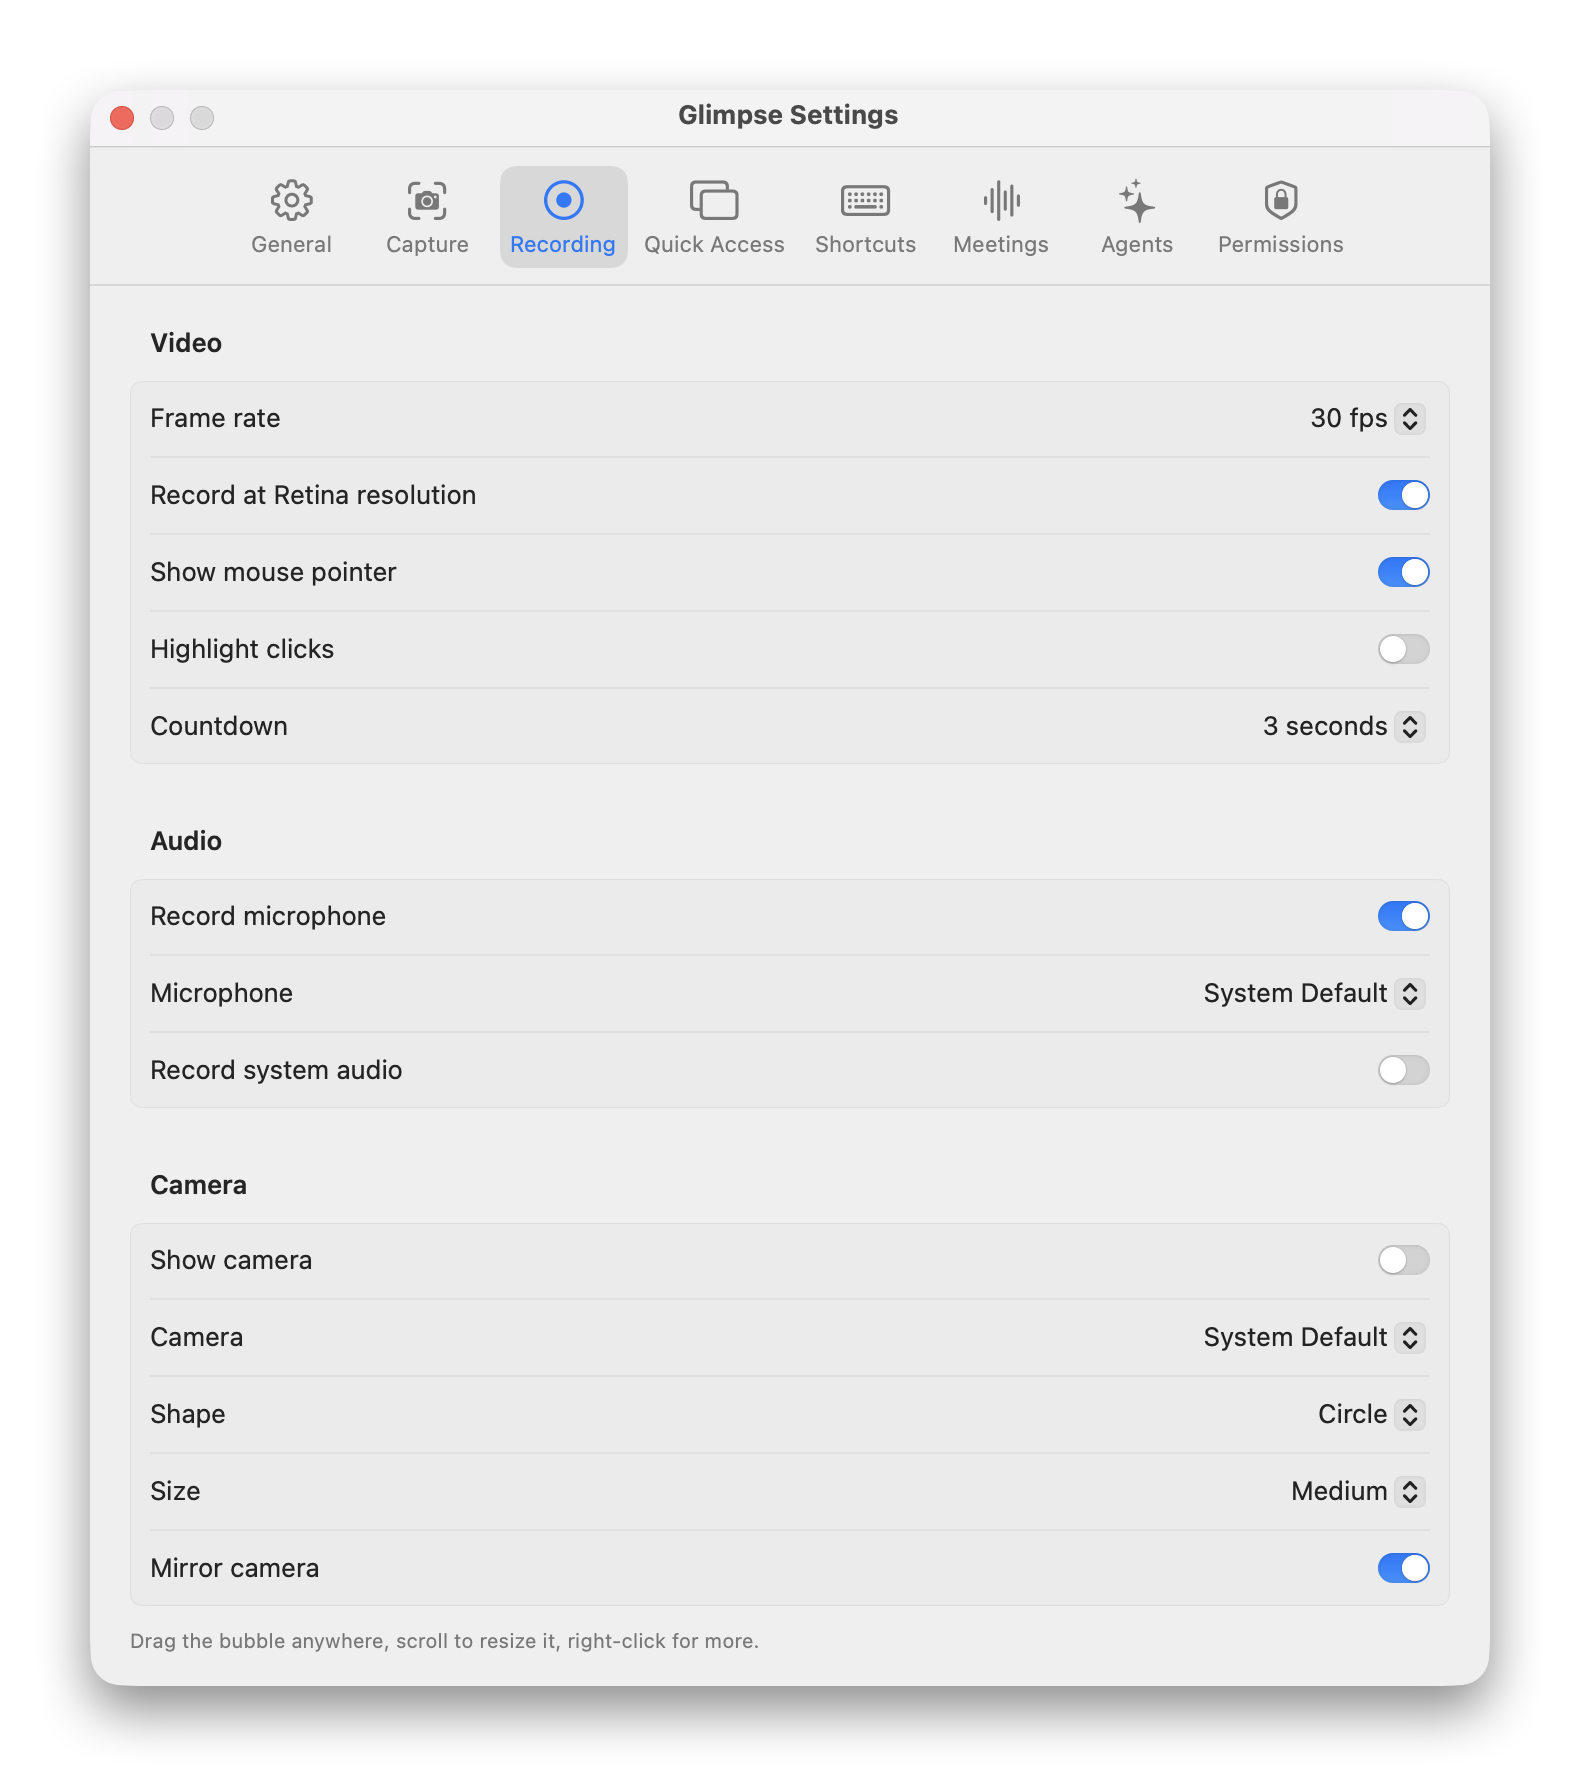 Glimpse Settings
General Capture Recording Quick Access Shortcuts Meetings Agents Permissions
Video
Frame rate 30 fps
Record at Retina resolution
Show mouse pointer
Highlight clicks
Countdown 3 seconds
Audio
Record microphone
Microphone System Default
Record system audio
Camera
Show camera
Camera System Default
Shape Circle
Size Medium
Mirror camera
Drag the bubble anywhere, scroll to resize it, right-click for more.